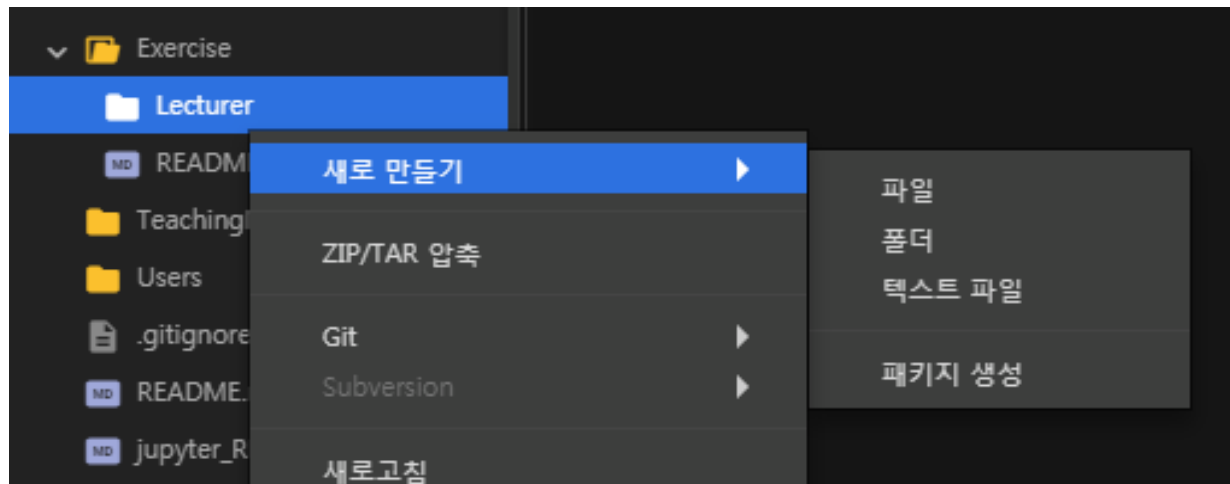 Exercise
Lecturer
MD READM
새로 만들기
파일
Teaching
폴더
ZIP/TAR 압축
Users
텍스트 파일
.gitignore
Git
README.
Subversion
패키지 생성
jupyter_R
새로고침